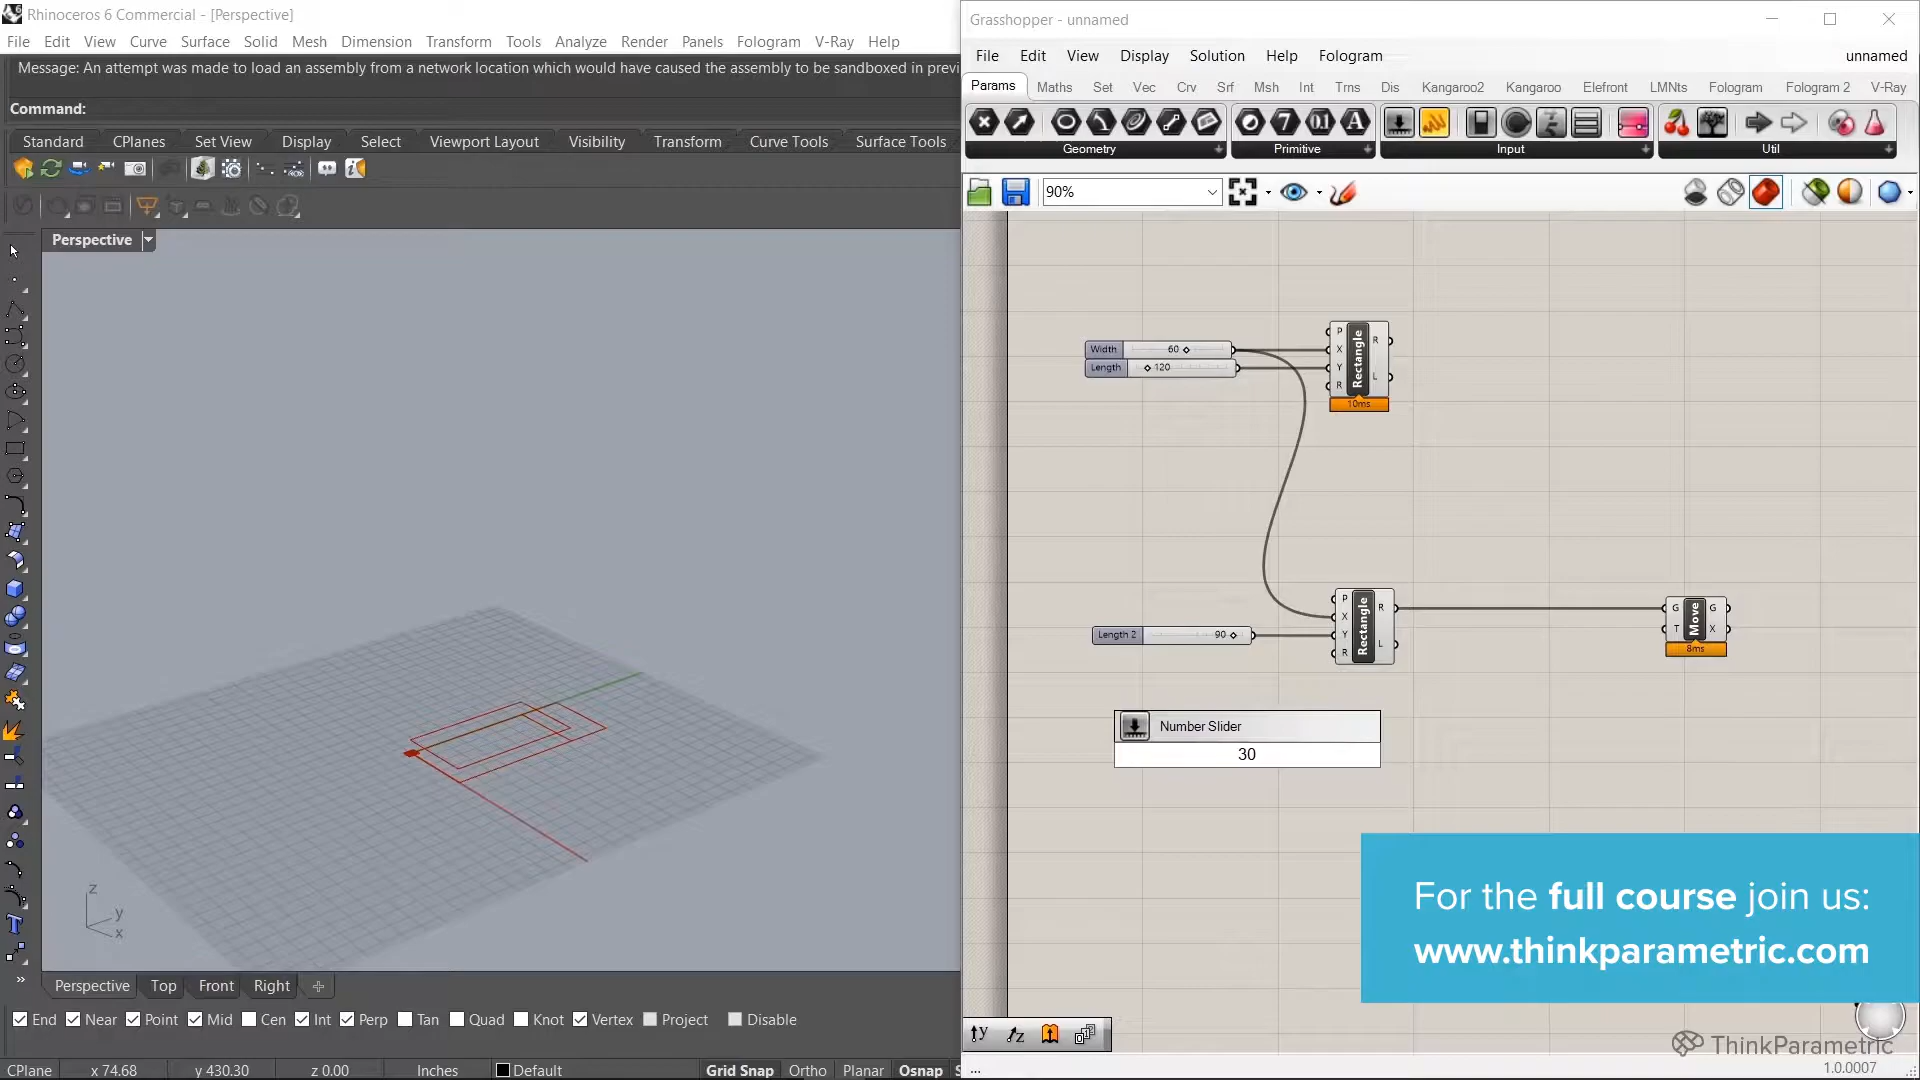 Rhinoceros 6 Commercial - [Perspective]
File Edit View Curve Surface Solid Mesh Dimension Transform Tools Analyze Render Panels Fologram V-Ray Help
Message: An attempt was made to load an assembly from a network location which would have caused the assembly to be sandboxed in previ
Command:
Standard CPlanes Set View Display Select Viewport Layout Visibility Transform Curve Tools Surface Tools
Perspective
z
y
x
Perspective Top Front Right
End Near Point Mid Cen Int Perp Tan Quad Knot Vertex Project Disable
CPlane x 74.68 y 430.30 z 0.00 Inches Default Grid Snap Ortho Planar Osnap S
Grasshopper - unnamed
File Edit View Display Solution Help Fologram unnamed
Params Maths Set Vec Crv Srf Msh Int Trns Dis Kangaroo2 Kangaroo Elefront LMNts Fologram Fologram 2 V-Ray
Geometry Primitive Input Util
90%
Width 60
Length 120
P X Y R Rectangle R L
10ms
Length 2 90
P X Y R Rectangle R L
G T Move G X
8ms
Number Slider
30
For the full course join us:
www.thinkparametric.com
ThinkParametric
...
1.0.0007